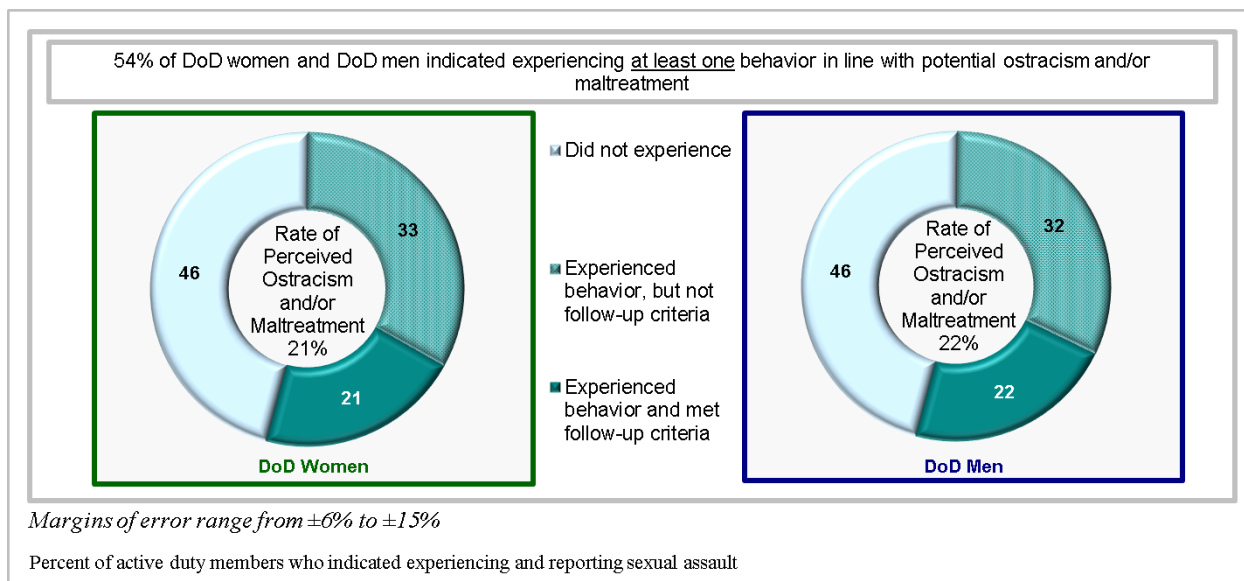 54% of DoD women and DoD men indicated experiencing at least one behavior in line with potential ostracism and/or
maltreatment
46
33
21
Rate of
Perceived
Ostracism
and/or
Maltreatment
21%
DoD Women
Did not experience
Experienced
behavior, but not
follow-up criteria
Experienced
behavior and met
follow-up criteria
46
32
22
Rate of
Perceived
Ostracism
and/or
Maltreatment
22%
DoD Men
Margins of error range from ±6% to ±15%
Percent of active duty members who indicated experiencing and reporting sexual assault